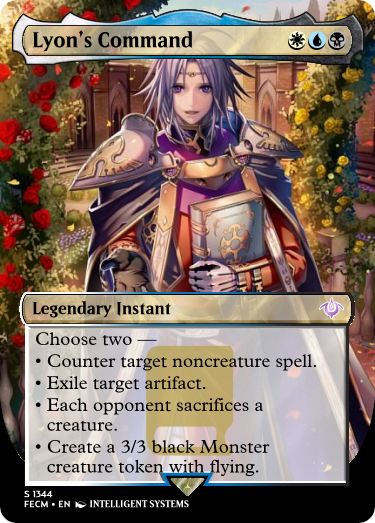 Lyon's Command
Legendary Instant
Choose two —
• Counter target noncreature spell.
• Exile target artifact.
• Each opponent sacrifices a
creature.
• Create a 3/3 black Monster
creature token with flying.
S 1344
FECM • EN INTELLIGENT SYSTEMS